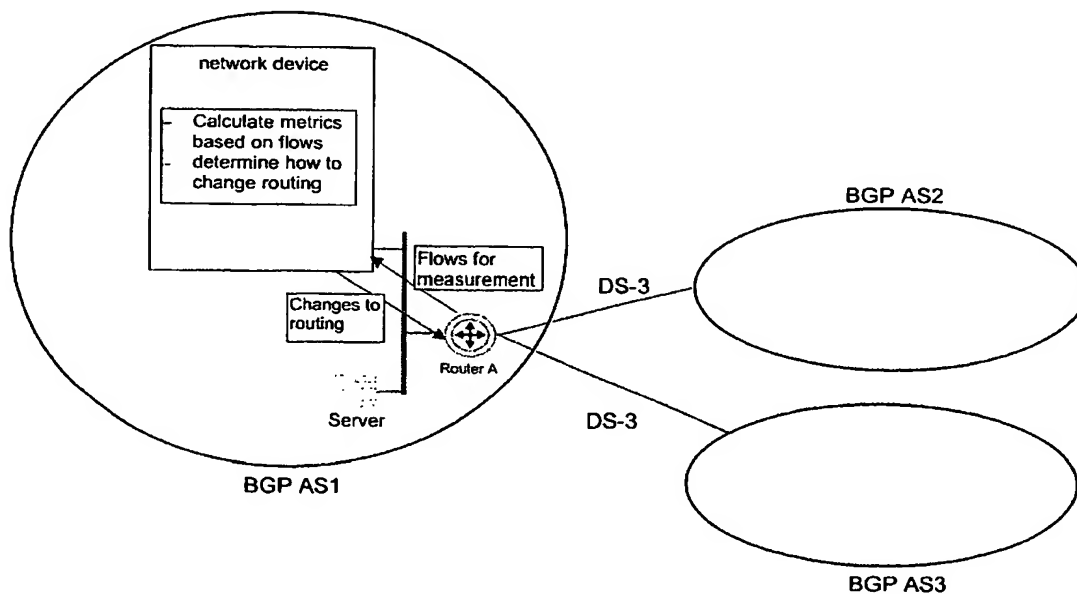 network device
Calculate metrics
based on flows
determine how to
change routing
Flows for
measurement
Changes to
routing
Router A
Server
BGP AS1
BGP AS2
DS-3
DS-3
BGP AS3